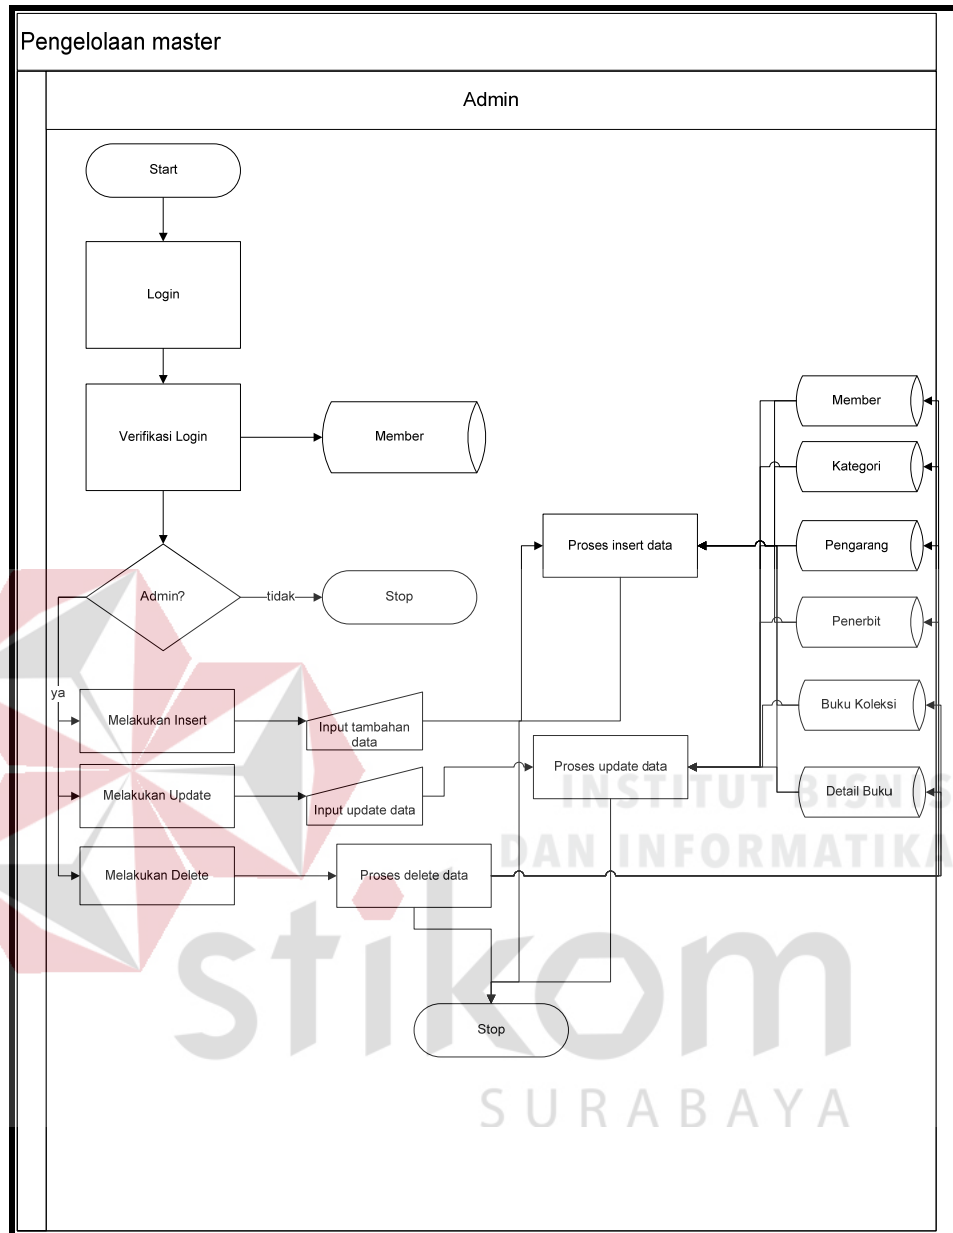 Pengelolaan master
Admin
Start
Login
Verifikasi Login
Member
Admin?
tidak
Stop
ya
Melakukan Insert
Input tambahan
data
Melakukan Update
Input update data
Melakukan Delete
Proses delete data
Proses insert data
Proses update data
Member
Kategori
Pengarang
Penerbit
Buku Koleksi
Detail Buku
Stop
INSTITUT BISNIS
DAN INFORMATIKA
stikom
SURABAYA